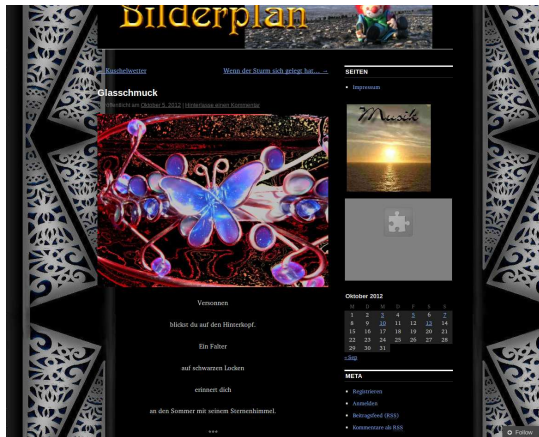 Bilderplan
← Kuschelwetter
Wenn der Sturm sich gelegt hat… →
Glasschmuck
Veröffentlicht am Oktober 5, 2012 | Hinterlasse einen Kommentar
Versonnen
blickst du auf den Hinterkopf.
Ein Falter
auf schwarzen Locken
erinnert dich
an den Sommer mit seinem Sternenhimmel.
***
SEITEN
Impressum
Musik
Oktober 2012
M D M D F S S
1 2 3 4 5 6 7
8 9 10 11 12 13 14
15 16 17 18 19 20 21
22 23 24 25 26 27 28
29 30 31
« Sep
META
Registrieren
Anmelden
Beitragsfeed (RSS)
Kommentare als RSS
Follow